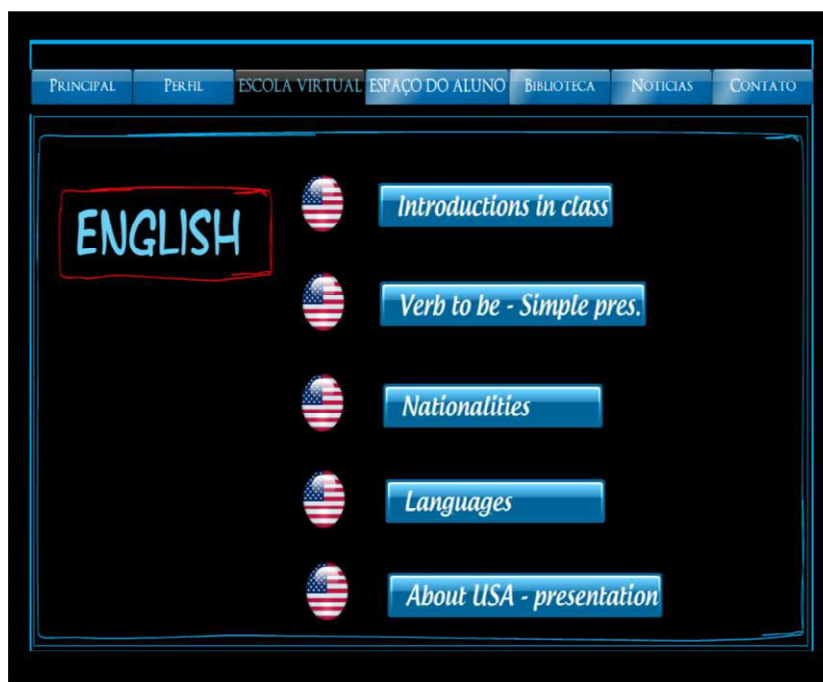 PRINCIPAL PERFIL ESCOLA VIRTUAL ESPAÇO DO ALUNO BIBLIOTECA NOTICIAS CONTATO
ENGLISH
Introductions in class
Verb to be - Simple pres.
Nationalities
Languages
About USA - presentation